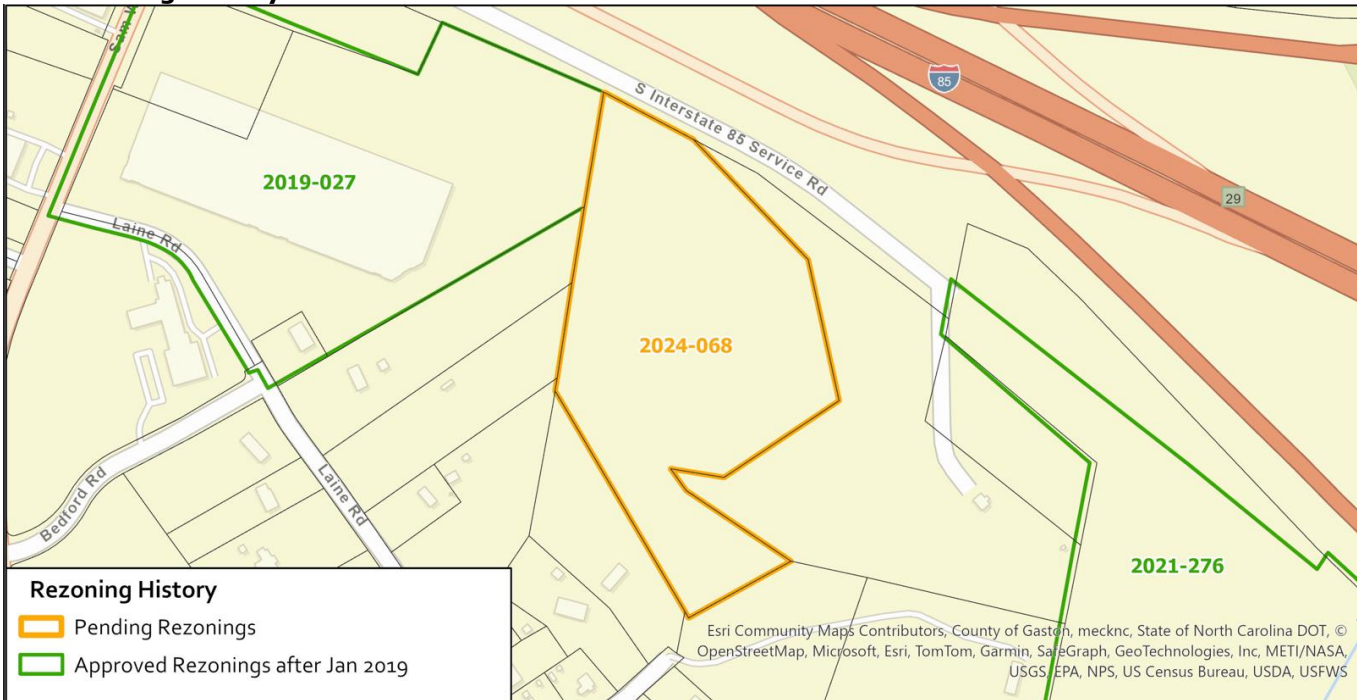 Sam W
S Interstate 85 Service Rd
85
29
2019-027
Laine Rd
2024-068
Bedford Rd
Laine Rd
2021-276
Rezoning History
Pending Rezonings
Approved Rezonings after Jan 2019
Esri Community Maps Contributors, County of Gaston, mecknc, State of North Carolina DOT, ©
OpenStreetMap, Microsoft, Esri, TomTom, Garmin, SafeGraph, GeoTechnologies, Inc, METI/NASA,
USGS, EPA, NPS, US Census Bureau, USDA, USFWS